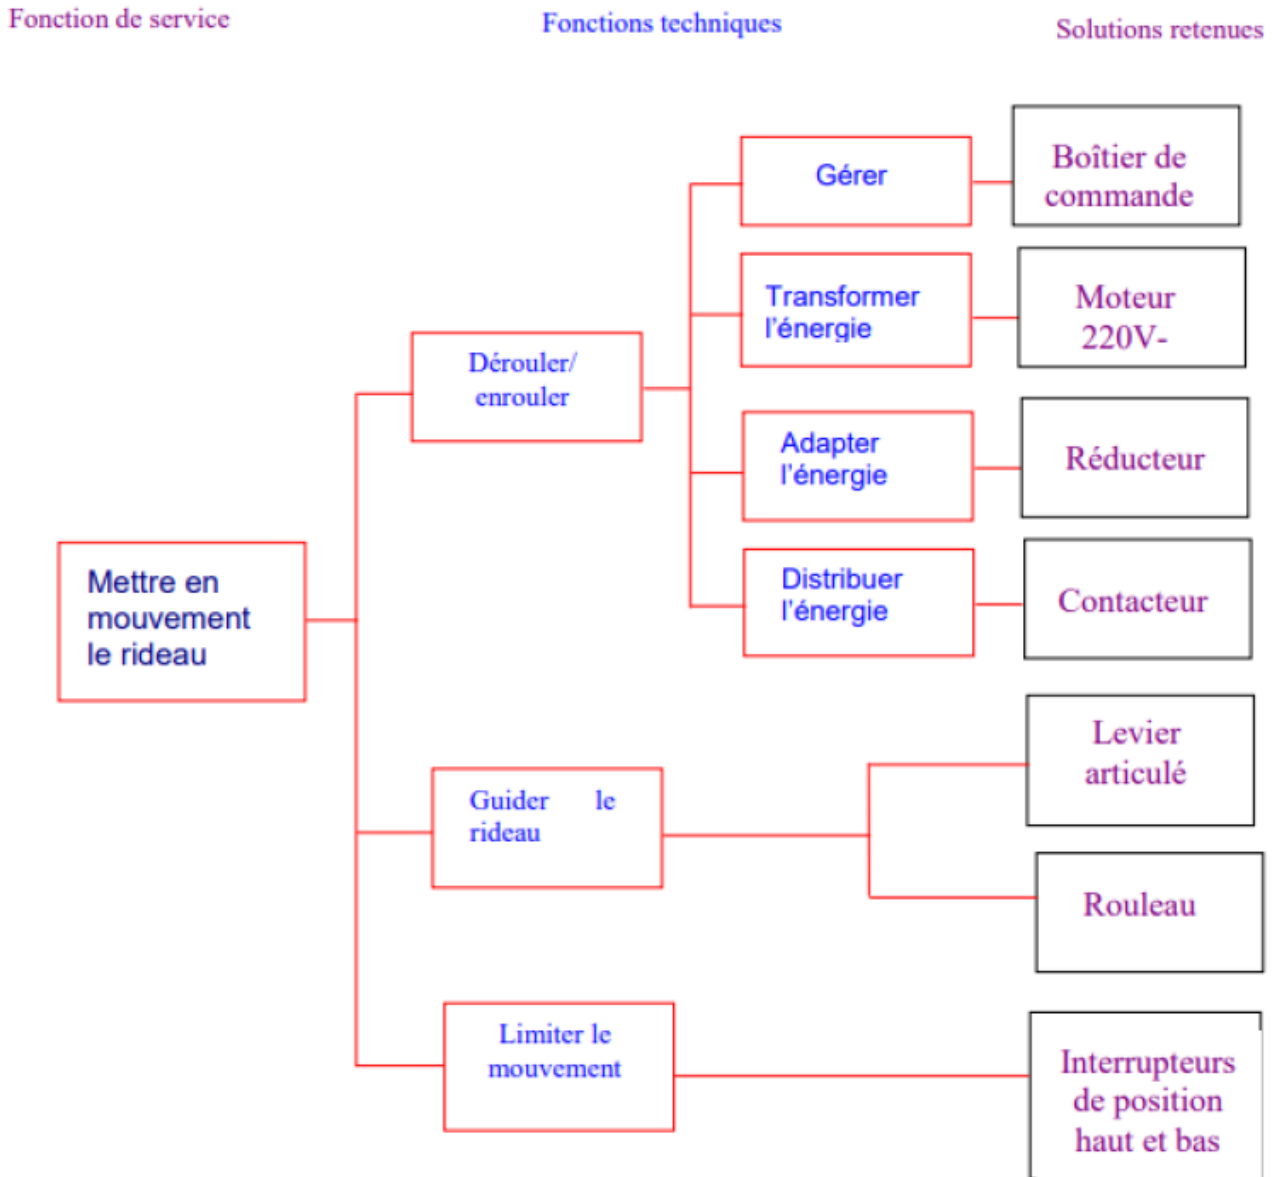 Fonction de service
Fonctions techniques
Solutions retenues
Gérer
Boîtier de
commande
Transformer
l'énergie
Moteur
220V-
Dérouler/
enrouler
Adapter
l'énergie
Réducteur
Distribuer
l'énergie
Contacteur
Mettre en
mouvement
le rideau
Levier
articulé
Guider le
rideau
Rouleau
Limiter le
mouvement
Interrupteurs
de position
haut et bas